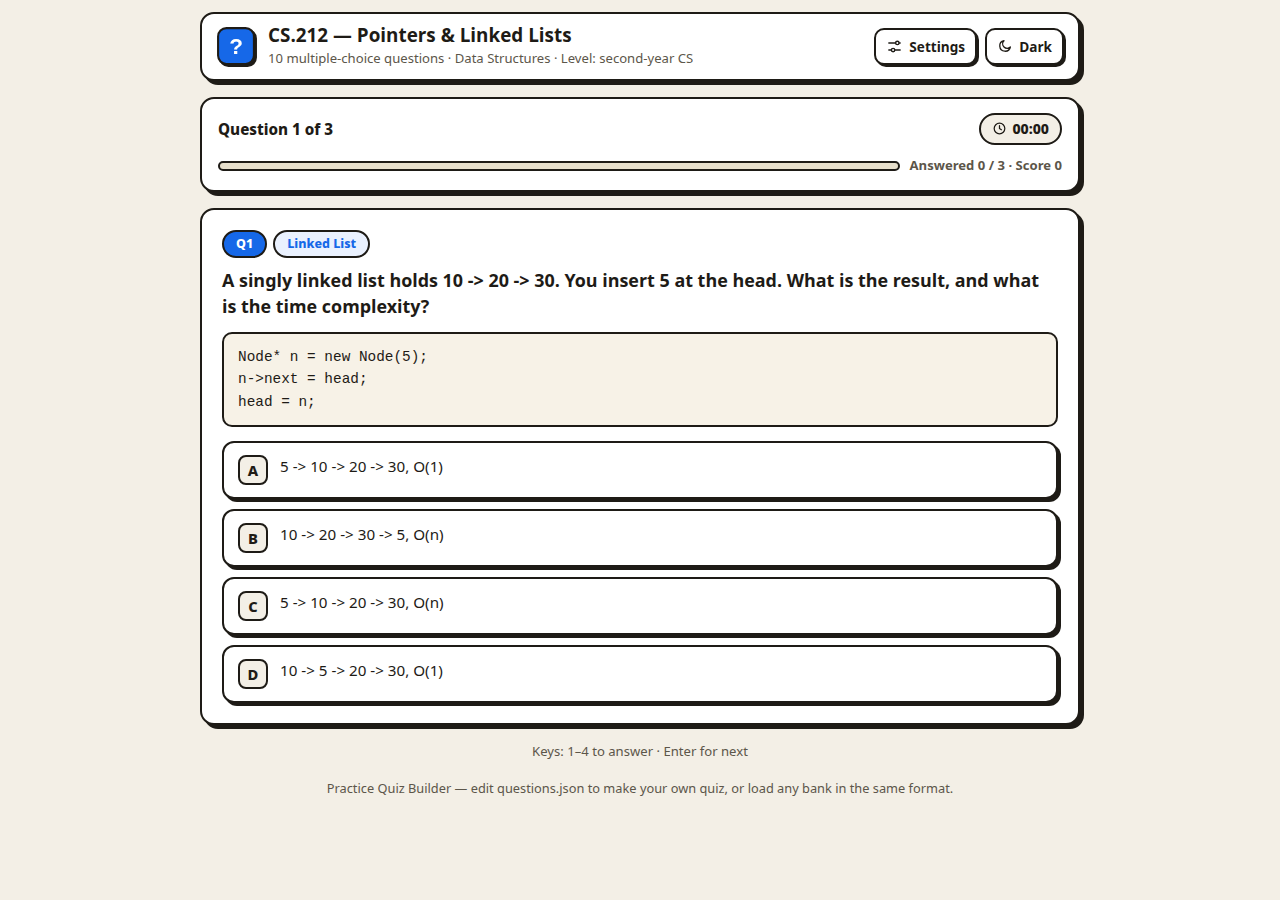 ?
CS.212 — Pointers & Linked Lists
10 multiple-choice questions · Data Structures · Level: second-year CS
Settings
Dark
Question 1 of 3
00:00
Answered 0 / 3 · Score 0
Q1
Linked List
A singly linked list holds 10 -> 20 -> 30. You insert 5 at the head. What is the result, and what
is the time complexity?
Node* n = new Node(5);
n->next = head;
head = n;
A
5 -> 10 -> 20 -> 30, O(1)
B
10 -> 20 -> 30 -> 5, O(n)
C
5 -> 10 -> 20 -> 30, O(n)
D
10 -> 5 -> 20 -> 30, O(1)
Keys: 1–4 to answer · Enter for next
Practice Quiz Builder — edit questions.json to make your own quiz, or load any bank in the same format.